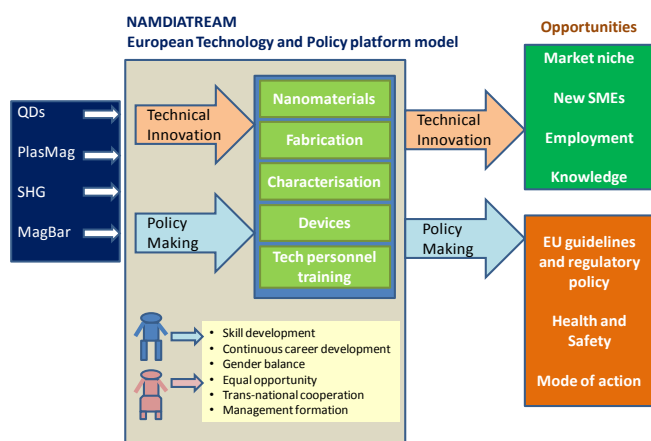 NAMDIATREAM
European Technology and Policy platform model
Opportunities
QDs
PlasMag
SHG
MagBar
Technical
Innovation
Policy
Making
Nanomaterials
Fabrication
Characterisation
Devices
Tech personnel
training
Technical
Innovation
Policy
Making
Market niche
New SMEs
Employment
Knowledge
EU guidelines
and regulatory
policy
Health and
Safety
Mode of action
• Skill development
• Continuous career development
• Gender balance
• Equal opportunity
• Trans-national cooperation
• Management formation